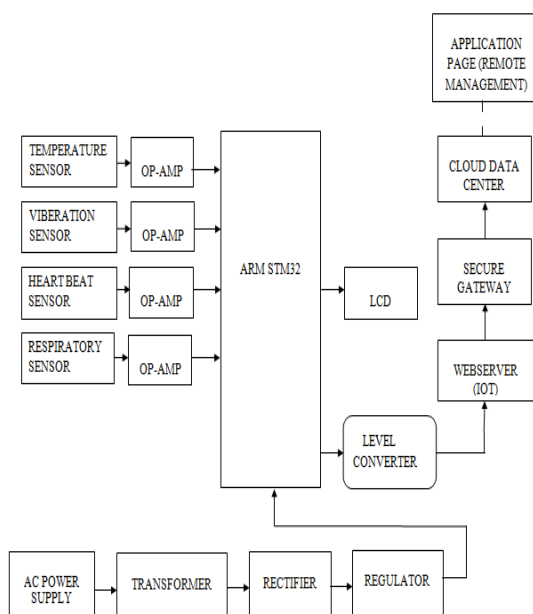 APPLICATION
PAGE (REMOTE
MANAGEMENT)
TEMPERATURE
SENSOR
OP-AMP
CLOUD DATA
CENTER
VIBERATION
SENSOR
OP-AMP
ARM STM32
SECURE
GATEWAY
HEART BEAT
SENSOR
OP-AMP
LCD
RESPIRATORY
SENSOR
OP-AMP
WEBSERVER
(IOT)
LEVEL
CONVERTER
AC POWER
SUPPLY
TRANSFORMER
RECTIFIER
REGULATOR